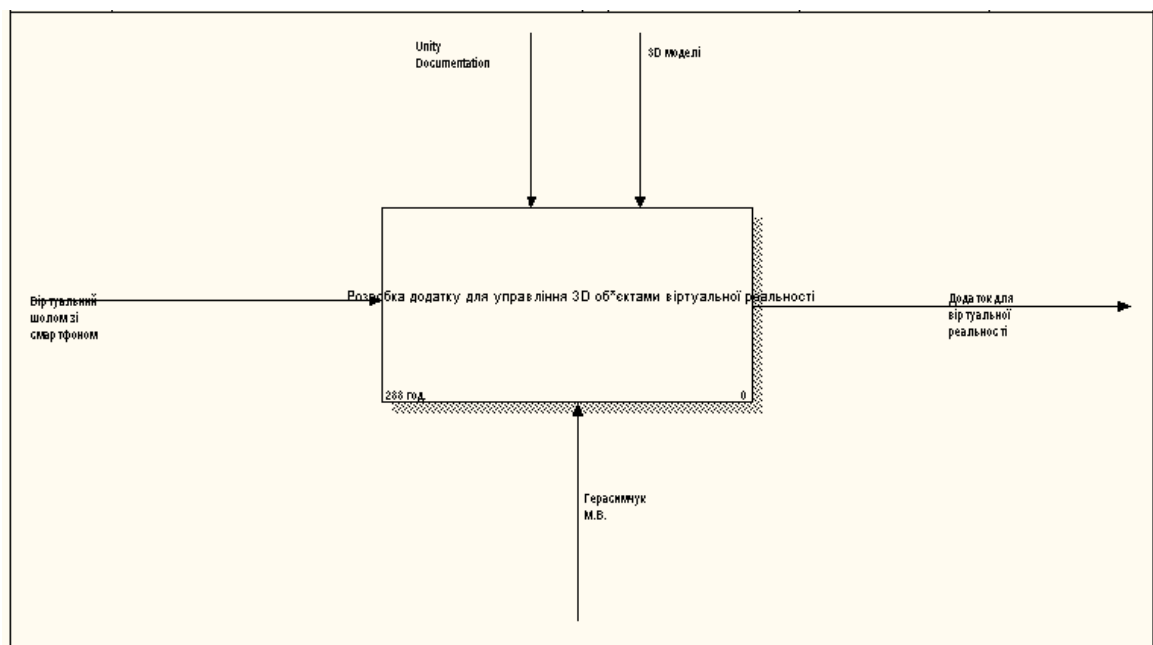 Unity
Documentation
3D моделі
Віртуальний
шолом зі
смартфоном
Розробка додатку для управління 3D об*єктами віртуальної реальності
Додаток для
віртуальної
реальності
288 год.
0
Герасимчук
М.В.